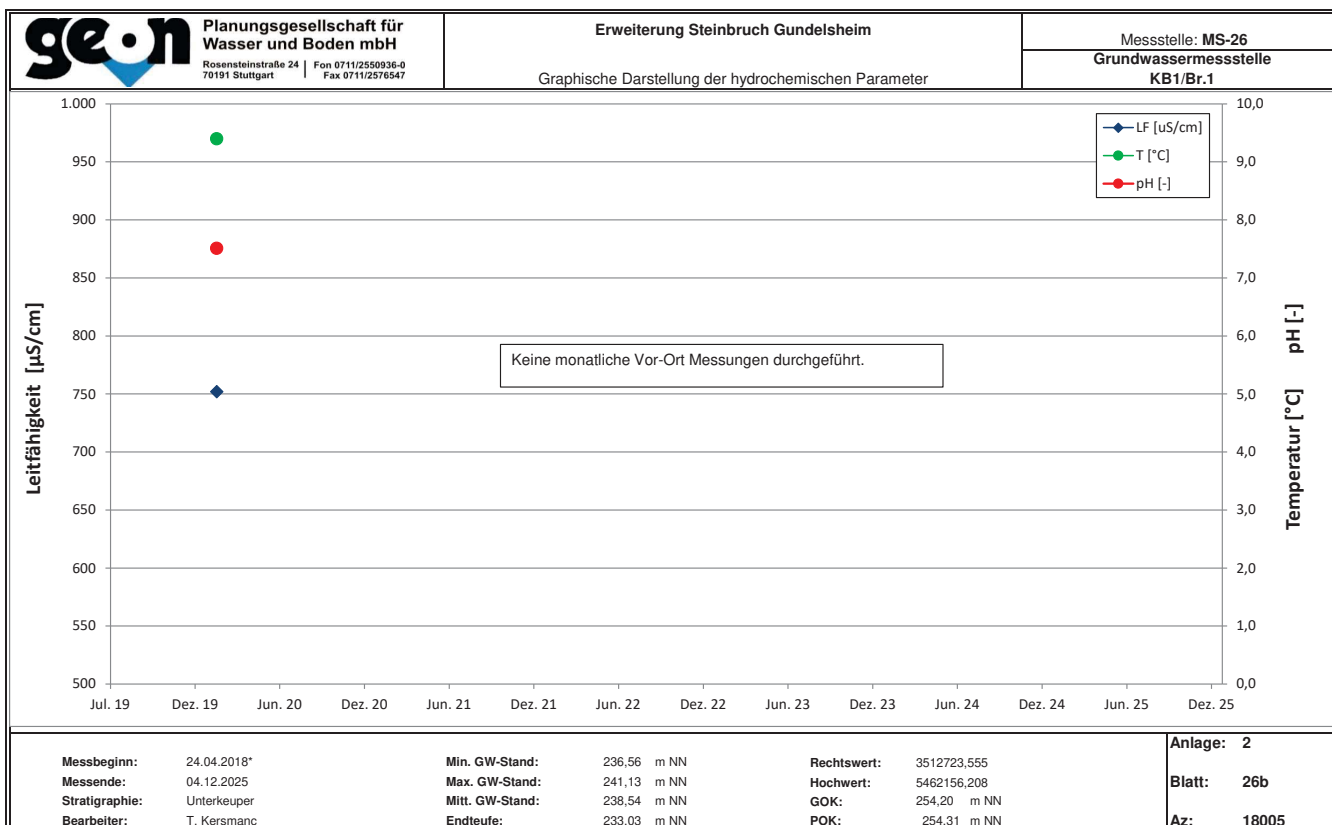 geon
Planungsgesellschaft für
Wasser und Boden mbH
Rosensteinstraße 24 | Fon 0711/2550936-0
70191 Stuttgart | Fax 0711/2576547
Erweiterung Steinbruch Gundelsheim
Graphische Darstellung der hydrochemischen Parameter
Messstelle: MS-26
Grundwassermessstelle
KB1/Br.1
1.000
950
900
850
800
750
700
650
600
550
500
Leitfähigkeit [µS/cm]
10,0
9,0
8,0
7,0
6,0
5,0
4,0
3,0
2,0
1,0
0,0
Temperatur [°C] pH [-]
LF [uS/cm]
T [°C]
pH [-]
Keine monatliche Vor-Ort Messungen durchgeführt.
Jul. 19 Dez. 19 Jun. 20 Dez. 20 Jun. 21 Dez. 21 Jun. 22 Dez. 22 Jun. 23 Dez. 23 Jun. 24 Dez. 24 Jun. 25 Dez. 25
Messbeginn: 24.04.2018* Min. GW-Stand: 236,56 m NN Rechtswert: 3512723,555
Messende: 04.12.2025 Max. GW-Stand: 241,13 m NN Hochwert: 5462156,208
Stratigraphie: Unterkeuper Mitt. GW-Stand: 238,54 m NN GOK: 254,20 m NN
Bearbeiter: T. Kersmanc Endteufe: 233,03 m NN POK: 254,31 m NN
Anlage: 2
Blatt: 26b
Az: 18005